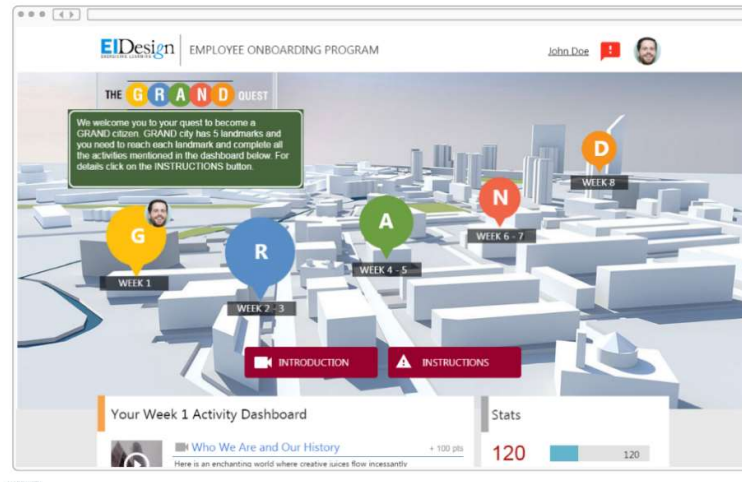 EIDesign
EMPOWERING LEARNING
EMPLOYEE ONBOARDING PROGRAM
John Doe
!
THE GRAND QUEST
We welcome you to your quest to become a
GRAND citizen. GRAND city has 5 landmarks and
you need to reach each landmark and complete all
the activities mentioned in the dashboard below. For
details click on the INSTRUCTIONS button.
D
WEEK 8
N
WEEK 6 - 7
A
WEEK 4 - 5
G
WEEK 1
R
WEEK 2 - 3
INTRODUCTION
INSTRUCTIONS
Your Week 1 Activity Dashboard
Stats
Who We Are and Our History + 100 pts
Here is an enchanting world where creative juices flow incessantly
120
120